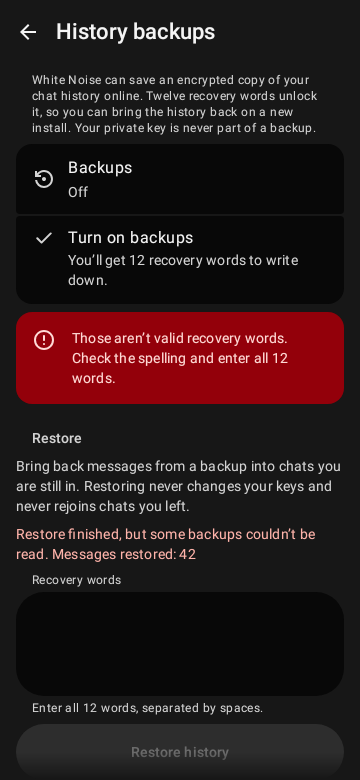 History backups
White Noise can save an encrypted copy of your
chat history online. Twelve recovery words unlock
it, so you can bring the history back on a new
install. Your private key is never part of a backup.
Backups
Off
Turn on backups
You’ll get 12 recovery words to write
down.
Those aren’t valid recovery words.
Check the spelling and enter all 12
words.
Restore
Bring back messages from a backup into chats you
are still in. Restoring never changes your keys and
never rejoins chats you left.
Restore finished, but some backups couldn’t be
read. Messages restored: 42
Recovery words
Enter all 12 words, separated by spaces.
Restore history